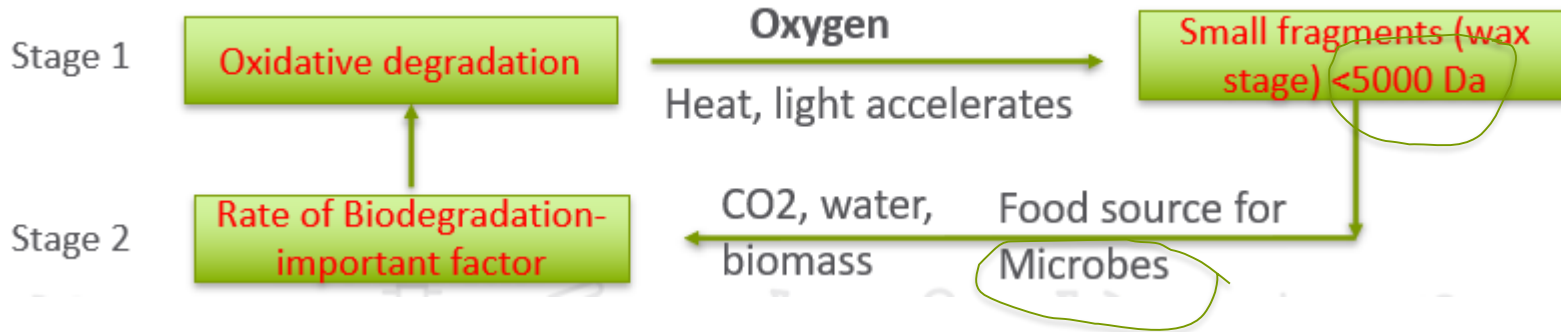 Stage 1
Oxidative degradation
Oxygen
Heat, light accelerates
Small fragments (wax
stage) <5000 Da
Stage 2
Rate of Biodegradation-
important factor
CO2, water,
biomass
Food source for
Microbes